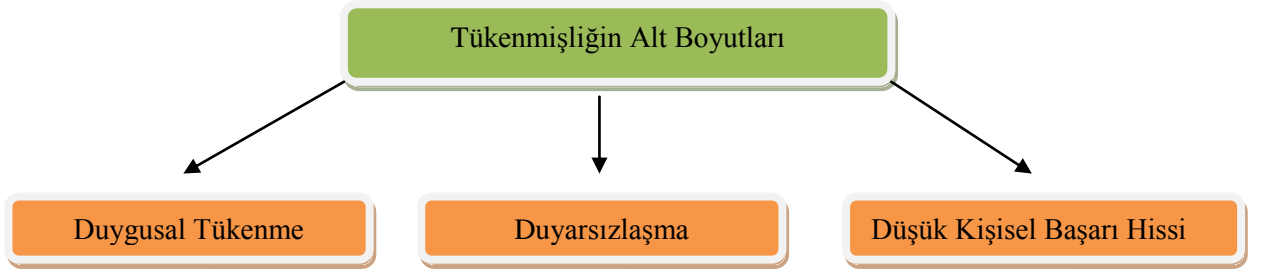 Tükenmişliğin Alt Boyutları
Duygusal Tükenme
Duyarsızlaşma
Düşük Kişisel Başarı Hissi